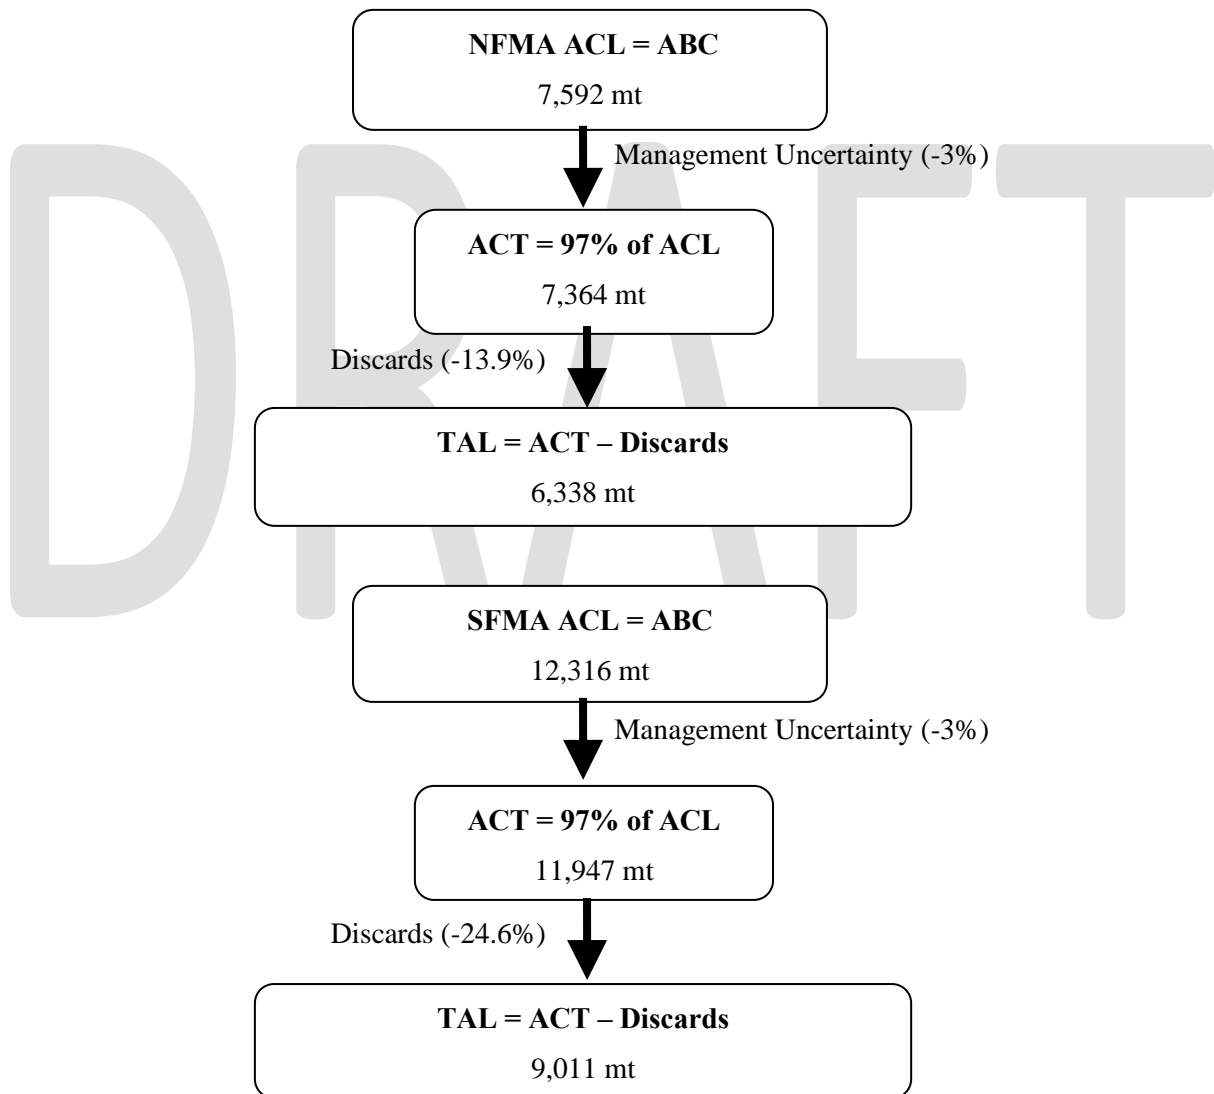 DRAFT
NFMA ACL = ABC
7,592 mt
Management Uncertainty (-3%)
ACT = 97% of ACL
7,364 mt
Discards (-13.9%)
TAL = ACT – Discards
6,338 mt
SFMA ACL = ABC
12,316 mt
Management Uncertainty (-3%)
ACT = 97% of ACL
11,947 mt
Discards (-24.6%)
TAL = ACT – Discards
9,011 mt